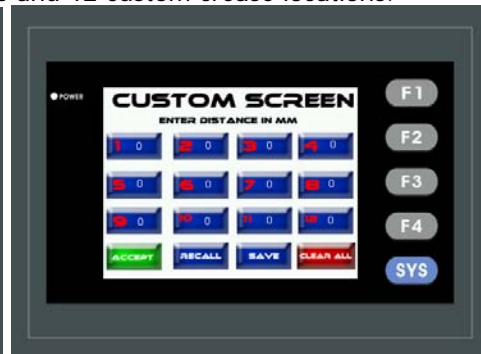 and 12 custom crease locations.
POWER
CUSTOM SCREEN
ENTER DISTANCE IN MM
1 0 2 0 3 0 4 0
5 0 6 0 7 0 8 0
9 0 10 0 11 0 12 0
ACCEPT RECALL SAVE CLEAR ALL
F1
F2
F3
F4
SYS